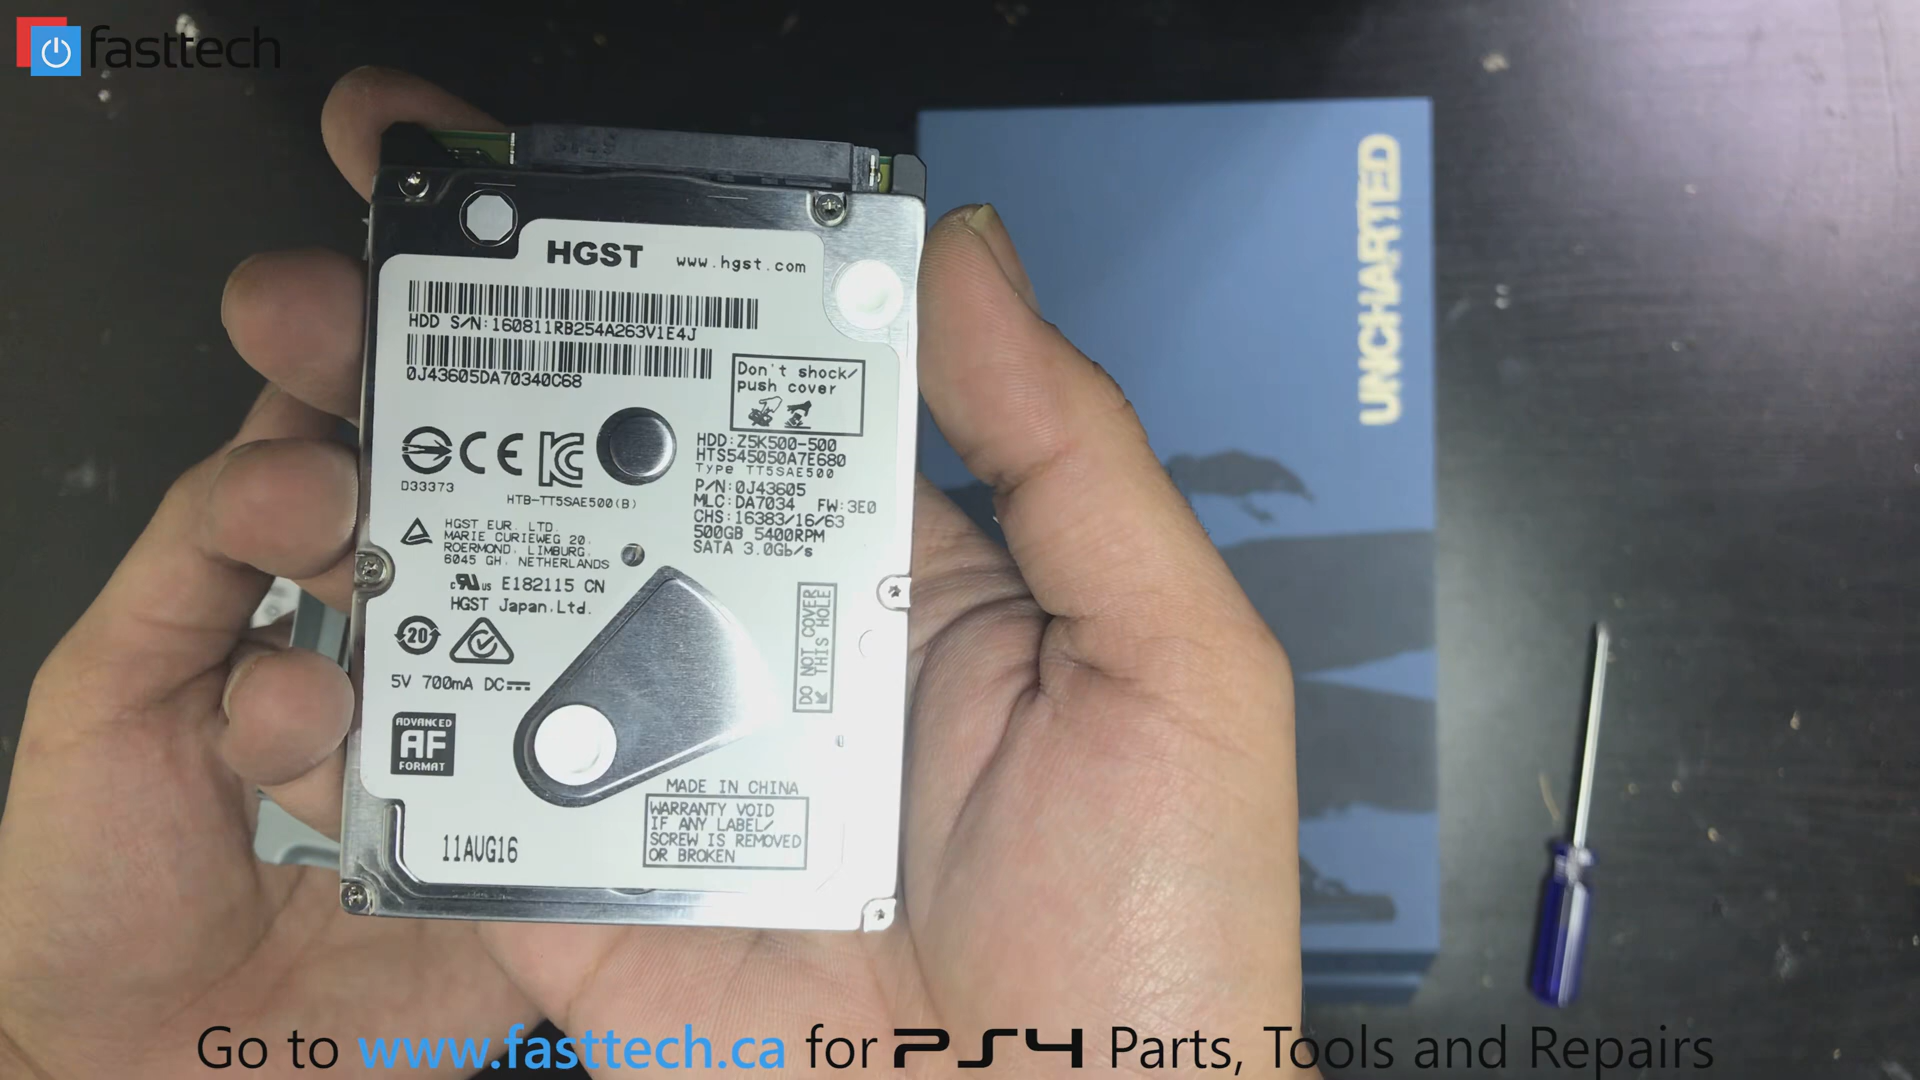 fasttech
UNCHARTED
HGST www.hgst.com
HDD S/N:160811RB254A263V1E4J
0J43605DA70340C68
Don't shock/
push cover
HDD:Z5K500-500
HTS545050A7E680
Type TT5SAE500
P/N:0J43605
MLC:DA7034 FW:3E0
CHS:16383/16/63
500GB 5400RPM
SATA 3.0Gb/s
D33373
HTB-TT5SAE500(B)
HGST EUR. LTD.
MARIE CURIEWEG 20,
ROERMOND, LIMBURG,
6045 GH, NETHERLANDS
c RU us E182115 CN
HGST Japan,Ltd.
20
5V 700mA DC
DO NOT COVER
THIS HOLE
ADVANCED
AF
FORMAT
MADE IN CHINA
WARRANTY VOID
IF ANY LABEL/
SCREW IS REMOVED
OR BROKEN
11AUG16
Go to www.fasttech.ca for PS4 Parts, Tools and Repairs